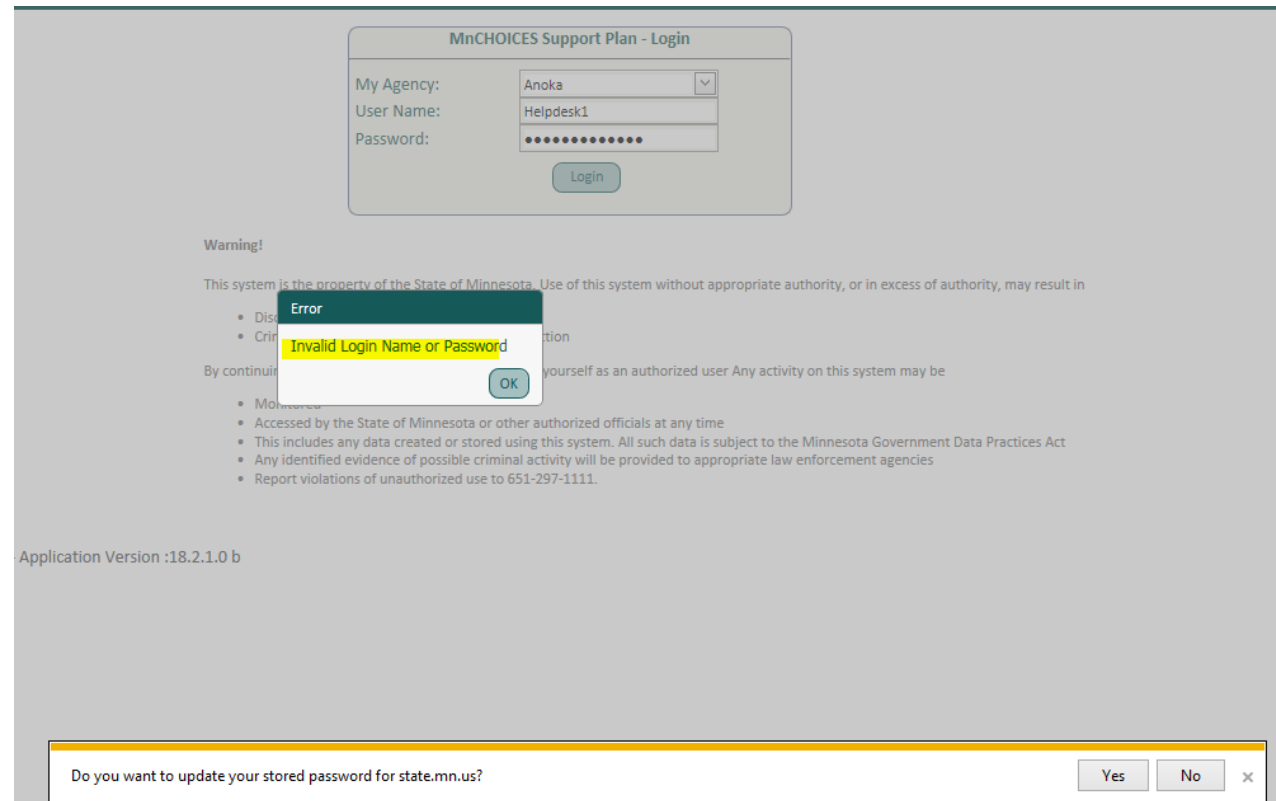 MnCHOICES Support Plan - Login
My Agency: Anoka
User Name: Helpdesk1
Password: •••••••••••••
Login
Warning!
This system is the property of the State of Minnesota. Use of this system without appropriate authority, or in excess of authority, may result in
• Disc
• Crim
tion
Error
Invalid Login Name or Password
OK
By continuin
yourself as an authorized user Any activity on this system may be
• Monitored
• Accessed by the State of Minnesota or other authorized officials at any time
• This includes any data created or stored using this system. All such data is subject to the Minnesota Government Data Practices Act
• Any identified evidence of possible criminal activity will be provided to appropriate law enforcement agencies
• Report violations of unauthorized use to 651-297-1111.
Application Version :18.2.1.0 b
Do you want to update your stored password for state.mn.us? Yes No ×